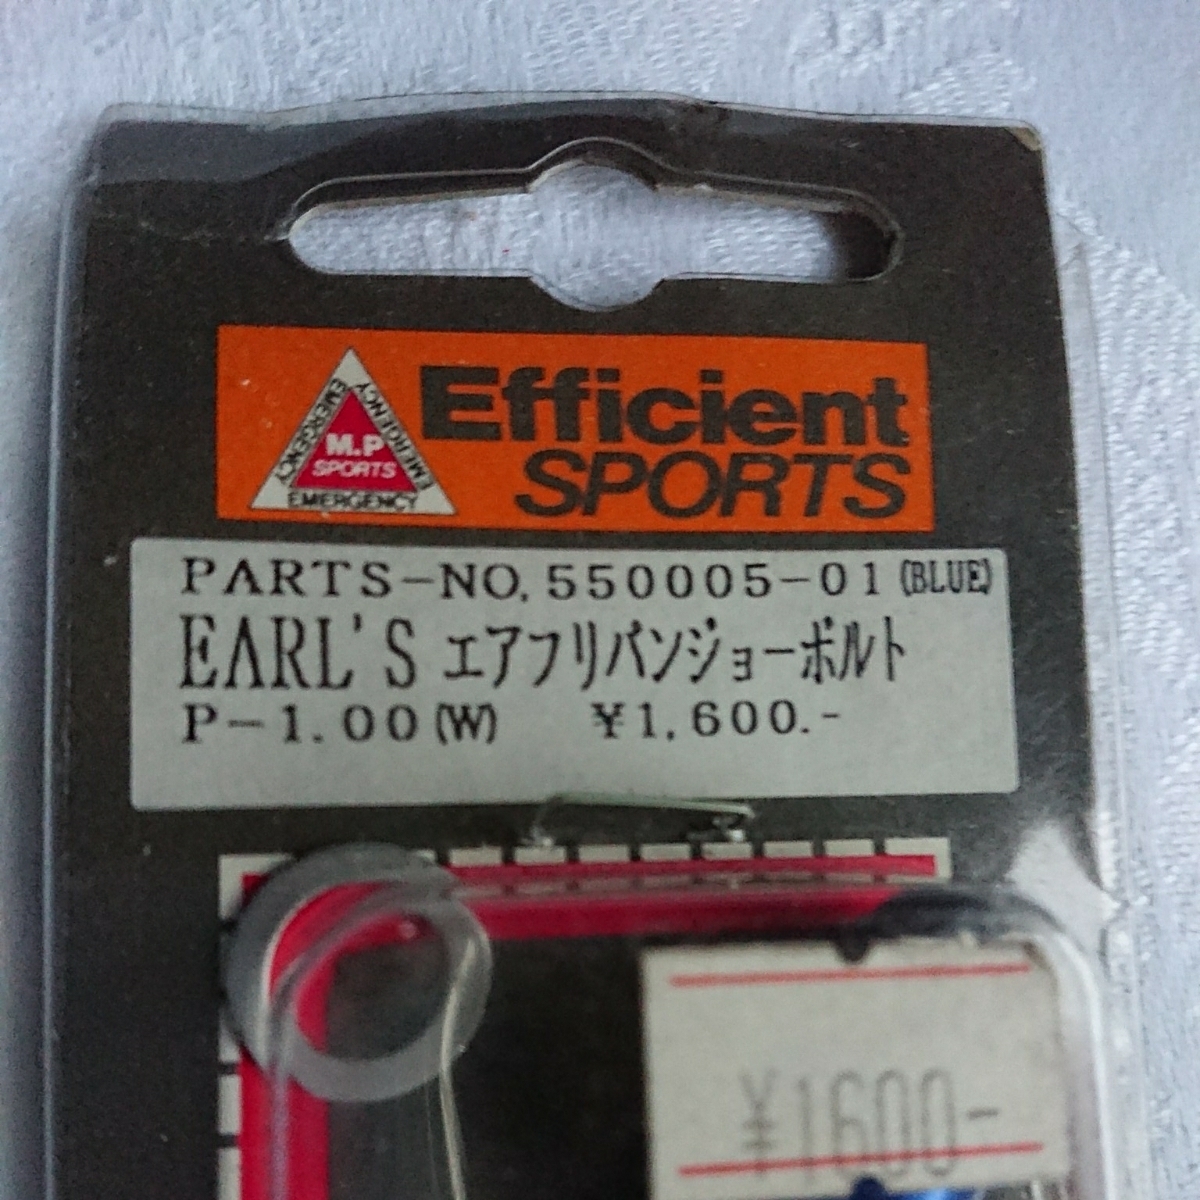 Efficient
SPORTS
EMERGENCY
EMERGENCY
M.P
SPORTS
EMERGENCY
PARTS-NO.550005-01(BLUE)
EARL'S エアフリバンジョーボルト
P-1.00(W) ¥1,600.-
¥1600-